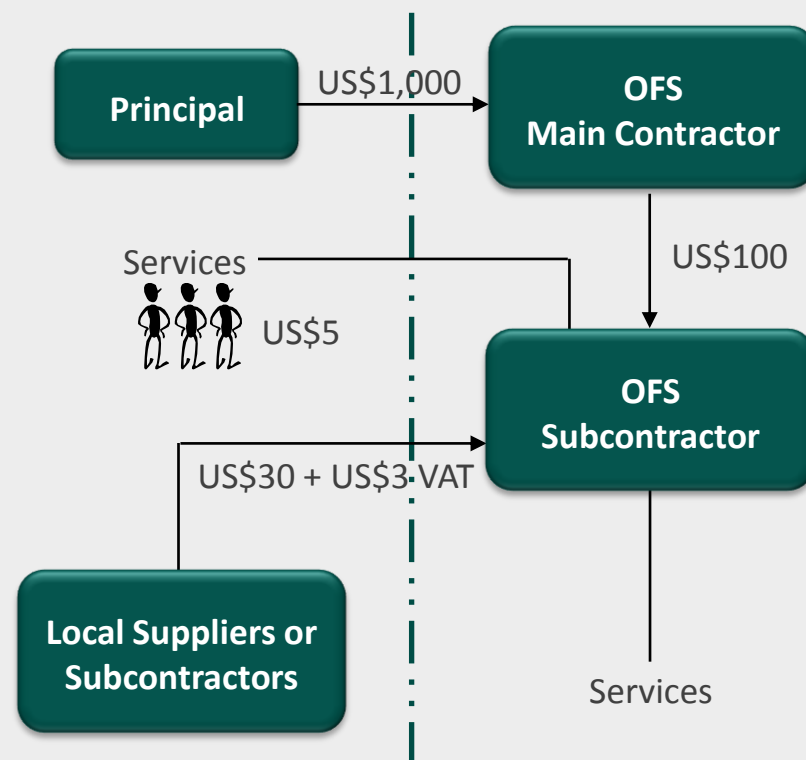 Principal
US$1,000
OFS
Main Contractor
US$100
Services
US$5
OFS
Subcontractor
US$30 + US$3 VAT
Local Suppliers or
Subcontractors
Services